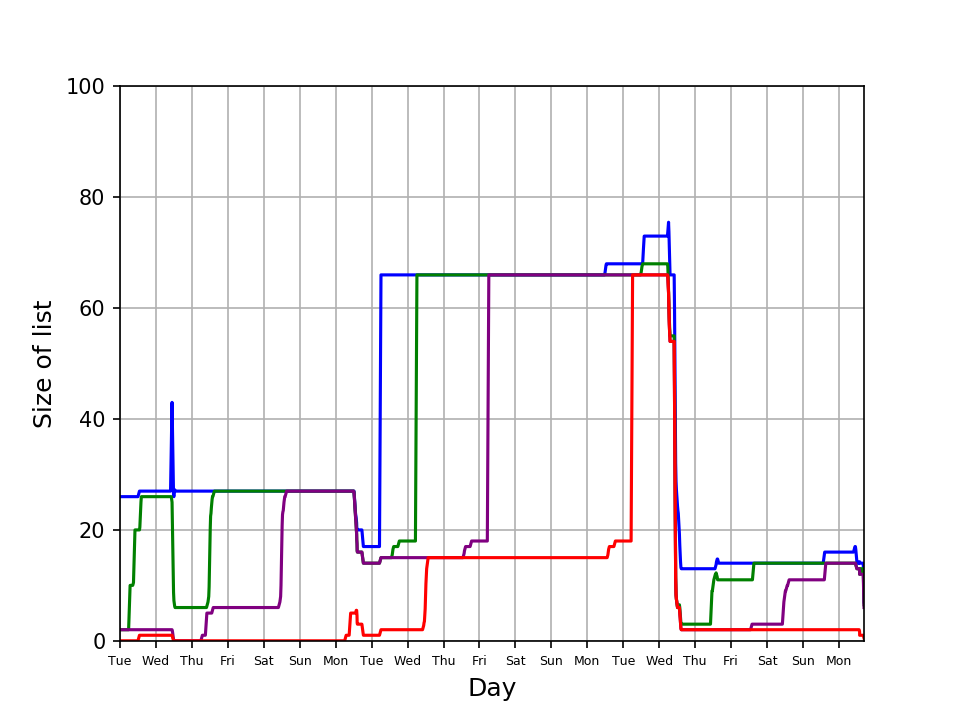 100
80
60
40
20
0
Size of list
Tue Wed Thu Fri Sat Sun Mon Tue Wed Thu Fri Sat Sun Mon Tue Wed Thu Fri Sat Sun Mon
Day